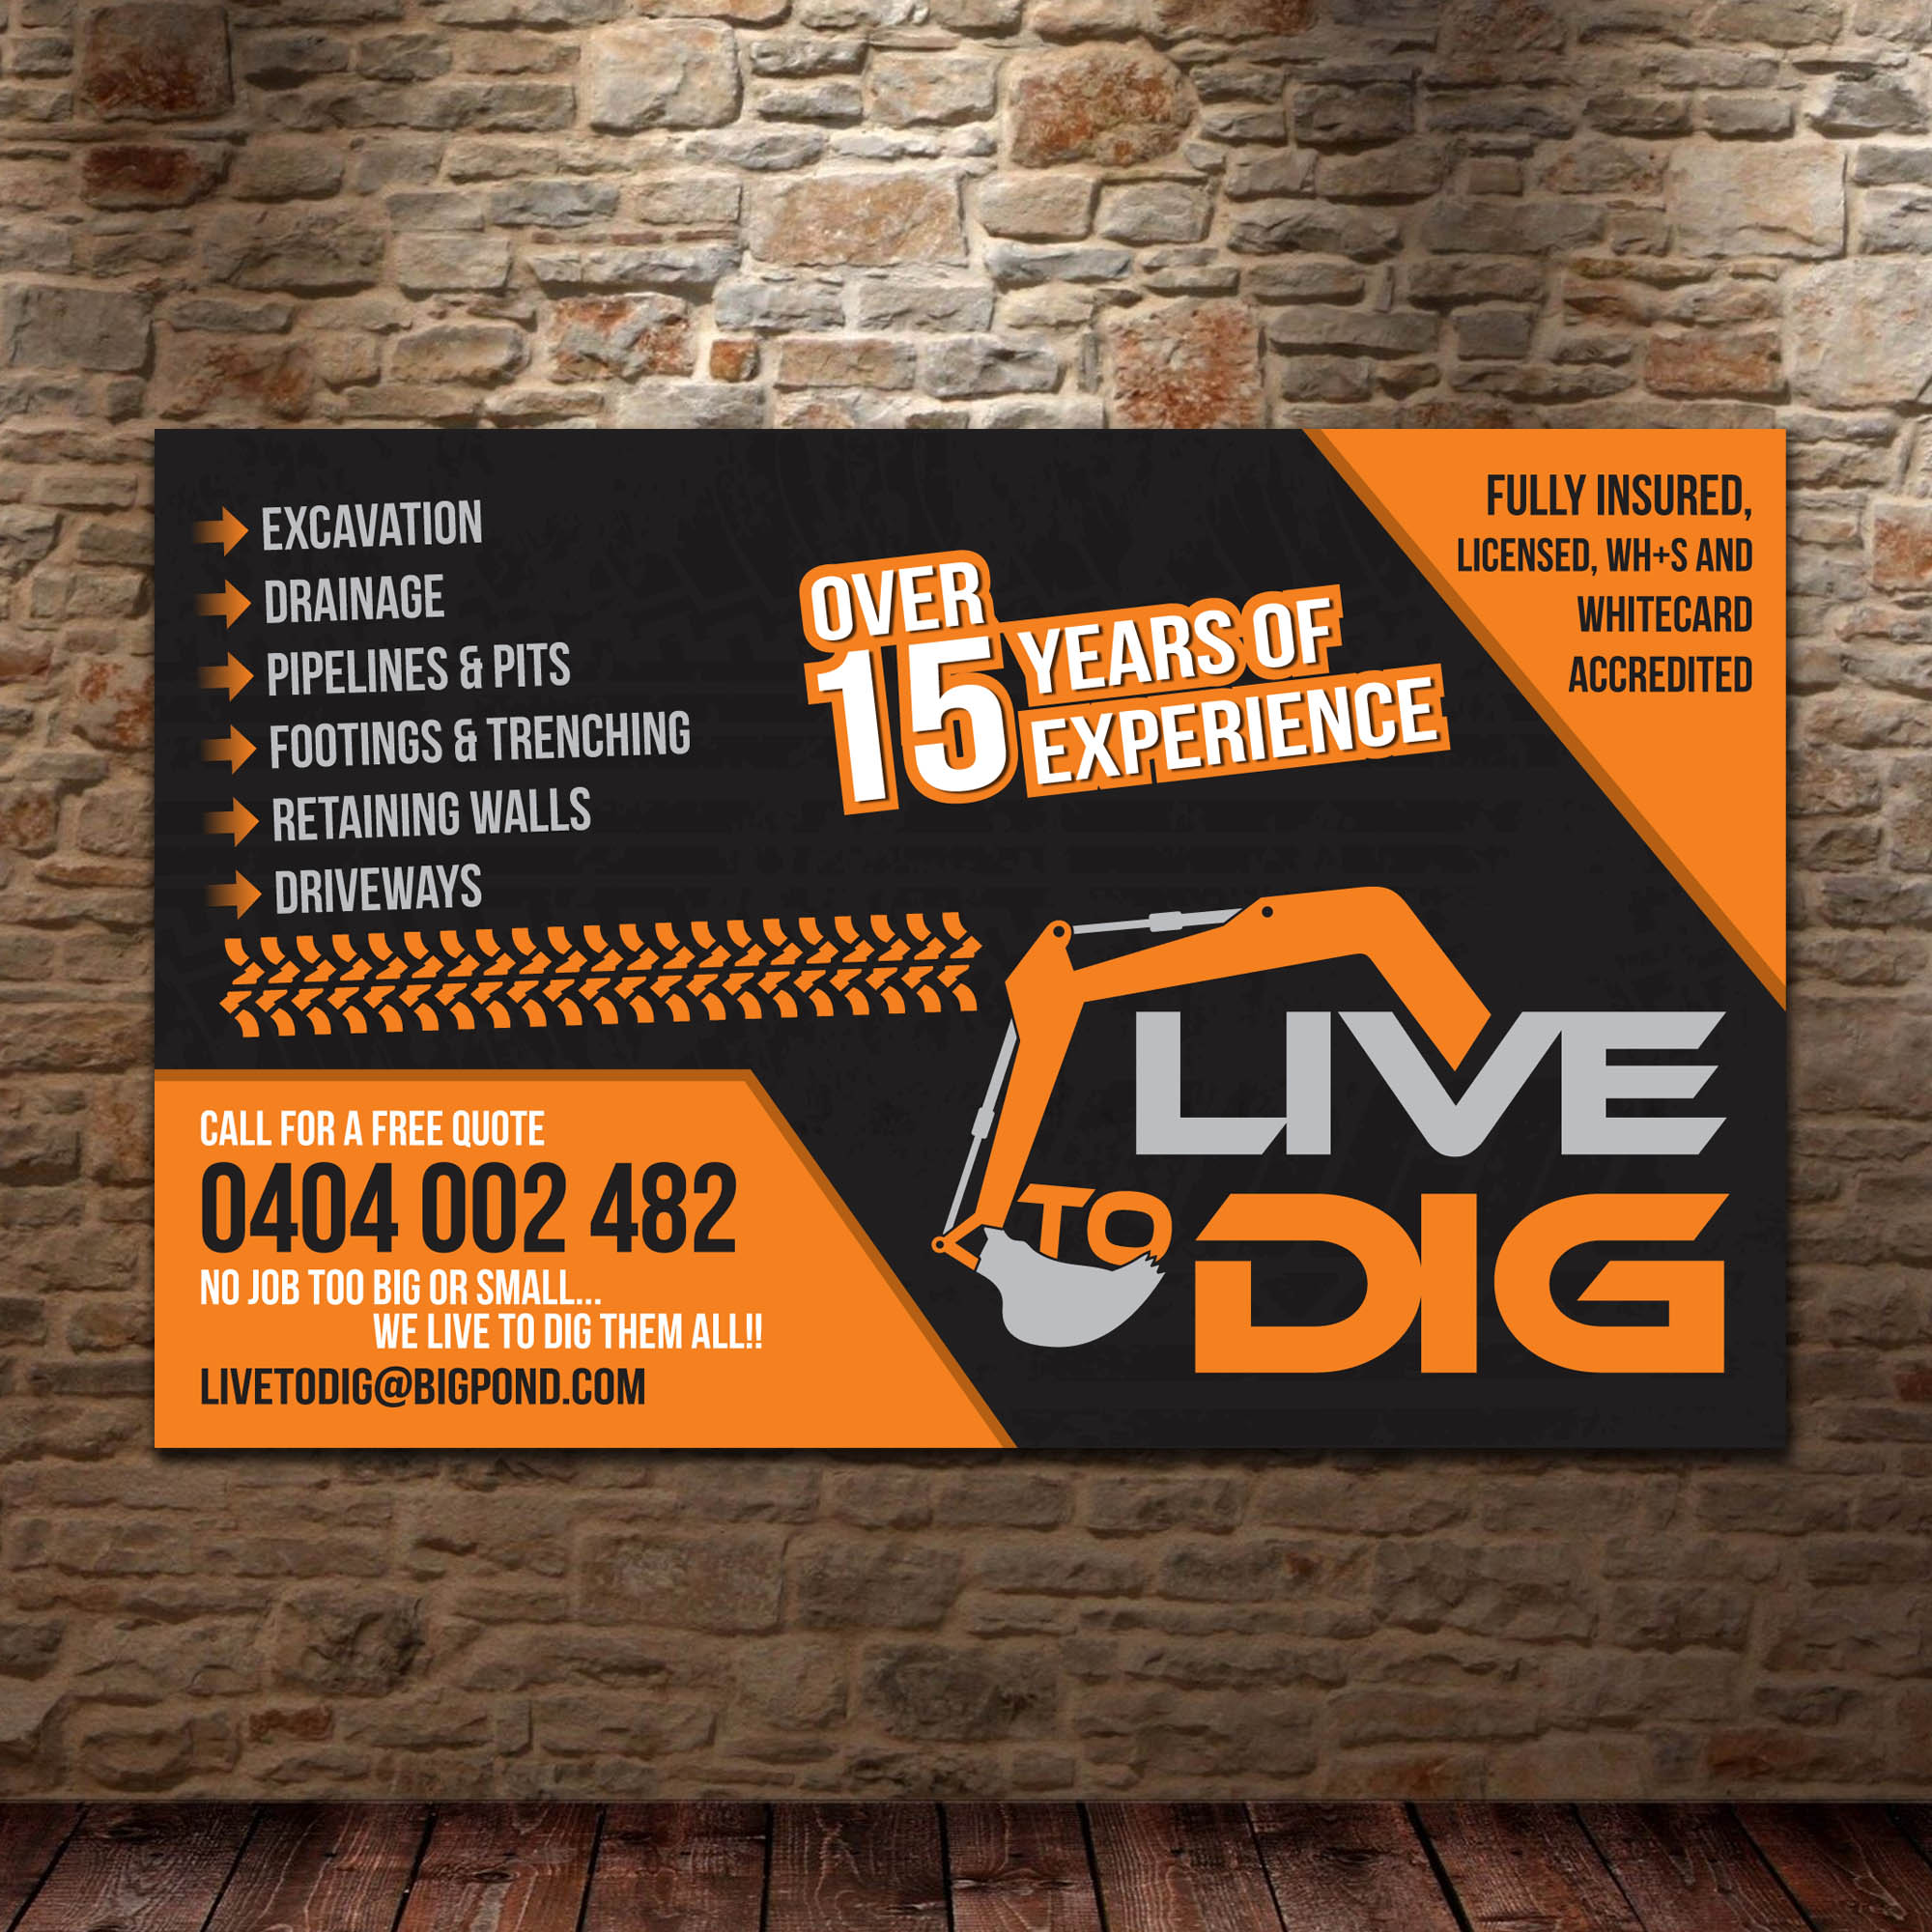 EXCAVATION
DRAINAGE
PIPELINES & PITS
FOOTINGS & TRENCHING
RETAINING WALLS
DRIVEWAYS
OVER
15 YEARS OF
EXPERIENCE
FULLY INSURED,
LICENSED, WH+S AND
WHITECARD
ACCREDITED
CALL FOR A FREE QUOTE
0404 002 482
NO JOB TOO BIG OR SMALL...
WE LIVE TO DIG THEM ALL!!
LIVETODIG@BIGPOND.COM
LIVE
TO DIG